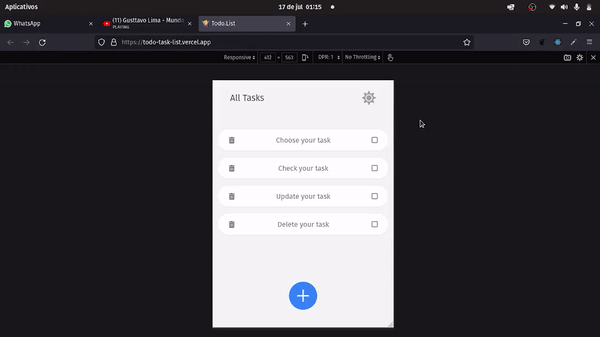 Aplicativos
17 de jul 01:15
WhatsApp
(11) Gusttavo Lima - Mundo
PLAYING
Todo.List
https://todo-task-list.vercel.app
Responsive
412 × 563
DPR: 1
No Throttling
All Tasks
Choose your task
Check your task
Update your task
Delete your task